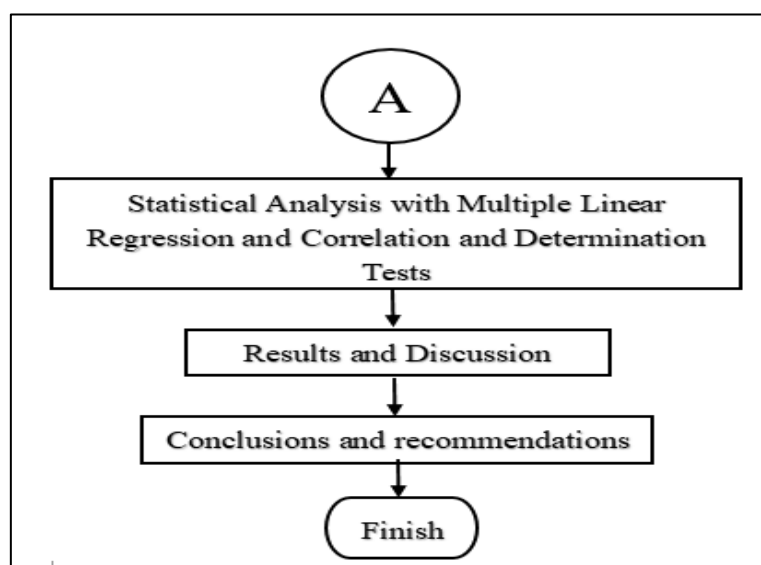 A
Statistical Analysis with Multiple Linear
Regression and Correlation and Determination
Tests
Results and Discussion
Conclusions and recommendations
Finish